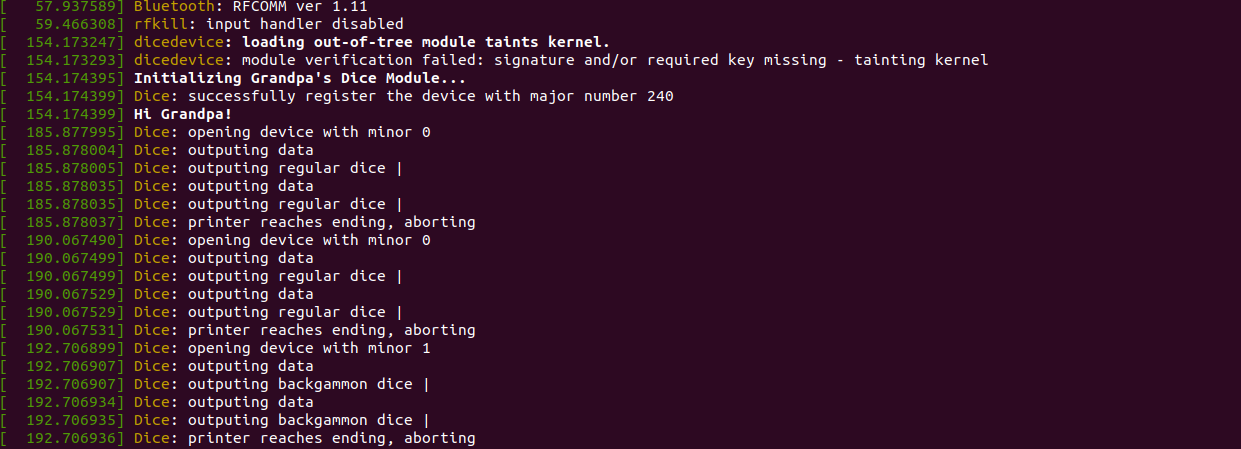 [   57.937589] Bluetooth: RFCOMM ver 1.11
[   59.466308] rfkill: input handler disabled
[  154.173247] dicedevice: loading out-of-tree module taints kernel.
[  154.173293] dicedevice: module verification failed: signature and/or required key missing - tainting kernel
[  154.174395] Initializing Grandpa's Dice Module...
[  154.174399] Dice: successfully register the device with major number 240
[  154.174399] Hi Grandpa!
[  185.877995] Dice: opening device with minor 0
[  185.878004] Dice: outputing data
[  185.878005] Dice: outputing regular dice |
[  185.878035] Dice: outputing data
[  185.878035] Dice: outputing regular dice |
[  185.878037] Dice: printer reaches ending, aborting
[  190.067490] Dice: opening device with minor 0
[  190.067499] Dice: outputing data
[  190.067499] Dice: outputing regular dice |
[  190.067529] Dice: outputing data
[  190.067529] Dice: outputing regular dice |
[  190.067531] Dice: printer reaches ending, aborting
[  192.706899] Dice: opening device with minor 1
[  192.706907] Dice: outputing data
[  192.706907] Dice: outputing backgammon dice |
[  192.706934] Dice: outputing data
[  192.706935] Dice: outputing backgammon dice |
[  192.706936] Dice: printer reaches ending, aborting